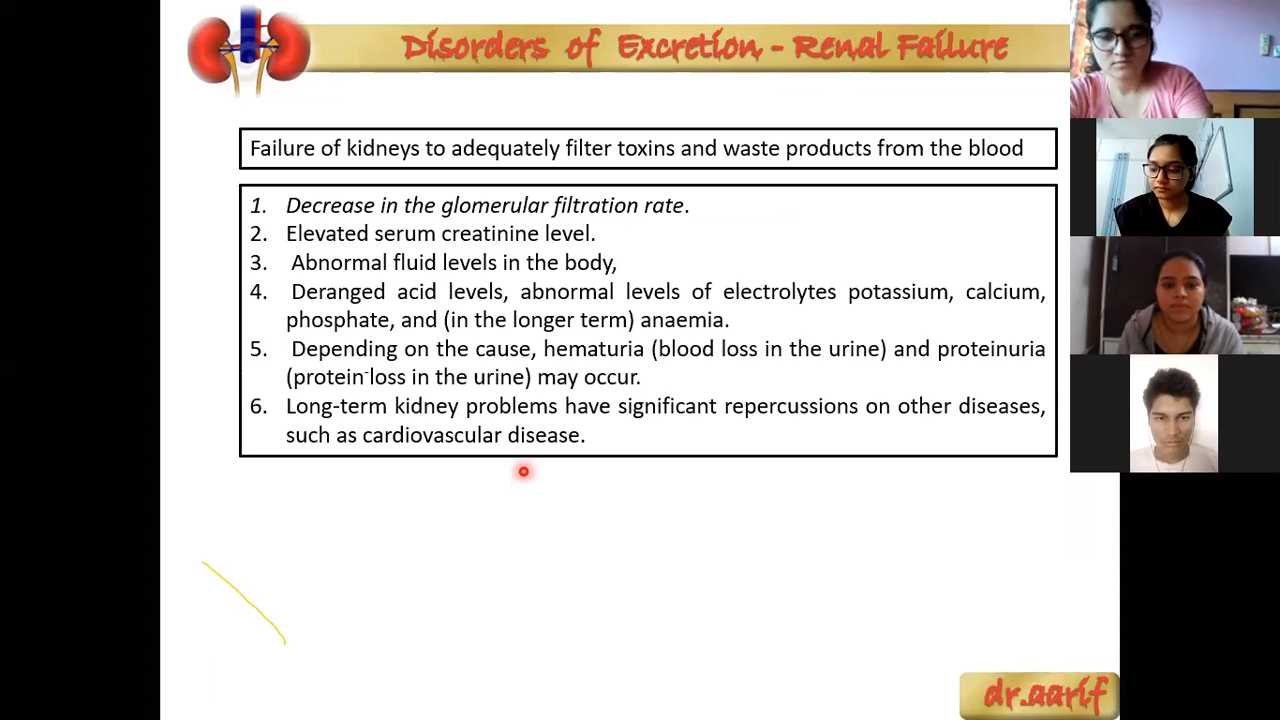 Disorders of Excretion - Renal Failure
Failure of kidneys to adequately filter toxins and waste products from the blood
1. Decrease in the glomerular filtration rate.
2. Elevated serum creatinine level.
3. Abnormal fluid levels in the body,
4. Deranged acid levels, abnormal levels of electrolytes potassium, calcium,
phosphate, and (in the longer term) anaemia.
5. Depending on the cause, hematuria (blood loss in the urine) and proteinuria
(protein-loss in the urine) may occur.
6. Long-term kidney problems have significant repercussions on other diseases,
such as cardiovascular disease.
dr.aarif